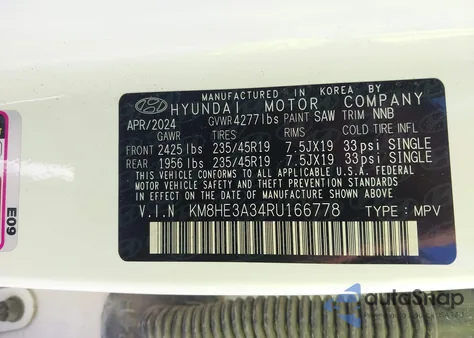 MANUFACTURED IN KOREA BY
HYUNDAI MOTOR COMPANY
APR/2024 GVWR 4277lbs PAINT SAW TRIM NNB
GAWR TIRES RIMS COLD TIRE INFL
FRONT 2425 lbs 235/45R19 7.5JX19 33psi SINGLE
REAR 1956 lbs 235/45R19 7.5JX19 33psi SINGLE
THIS VEHICLE CONFORMS TO ALL APPLICABLE U.S.A FEDERAL
MOTOR VEHICLE SAFETY, BUMPER, AND THEFT PREVENTION
STANDARDS IN EFFECT ON THE DATE OF MANUFACTURE SHOWN ABOVE.
V.I.N KM8HE3A34RU166778 TYPE : MPV
E09
autoSnap